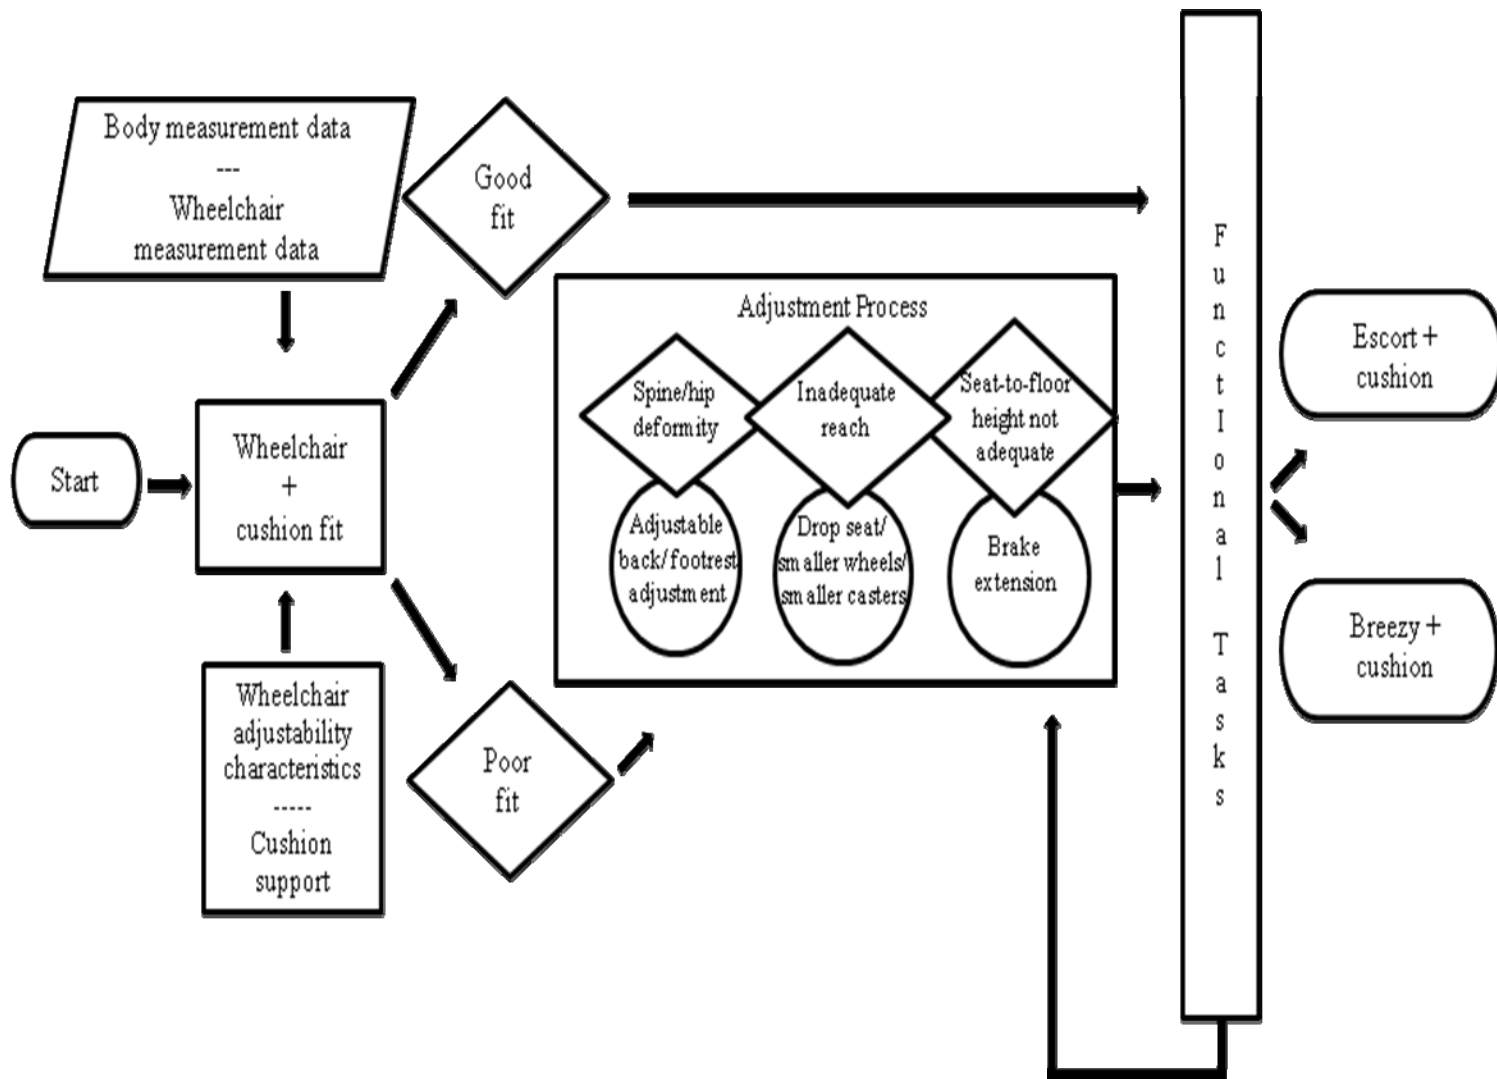 Body measurement data
---
Wheelchair
measurement data
Good
fit
Start
Wheelchair
+
cushion fit
Wheelchair
adjustability
characteristics
-----
Cushion
support
Poor
fit
Adjustment Process
Spine/hip
deformity
Inadequate
reach
Seat-to-floor
height not
adequate
Adjustable
back/footrest
adjustment
Drop seat/
smaller wheels/
smaller casters
Brake
extension
F
u
n
c
t
I
o
n
a
l
T
a
s
k
s
Escort +
cushion
Breezy +
cushion